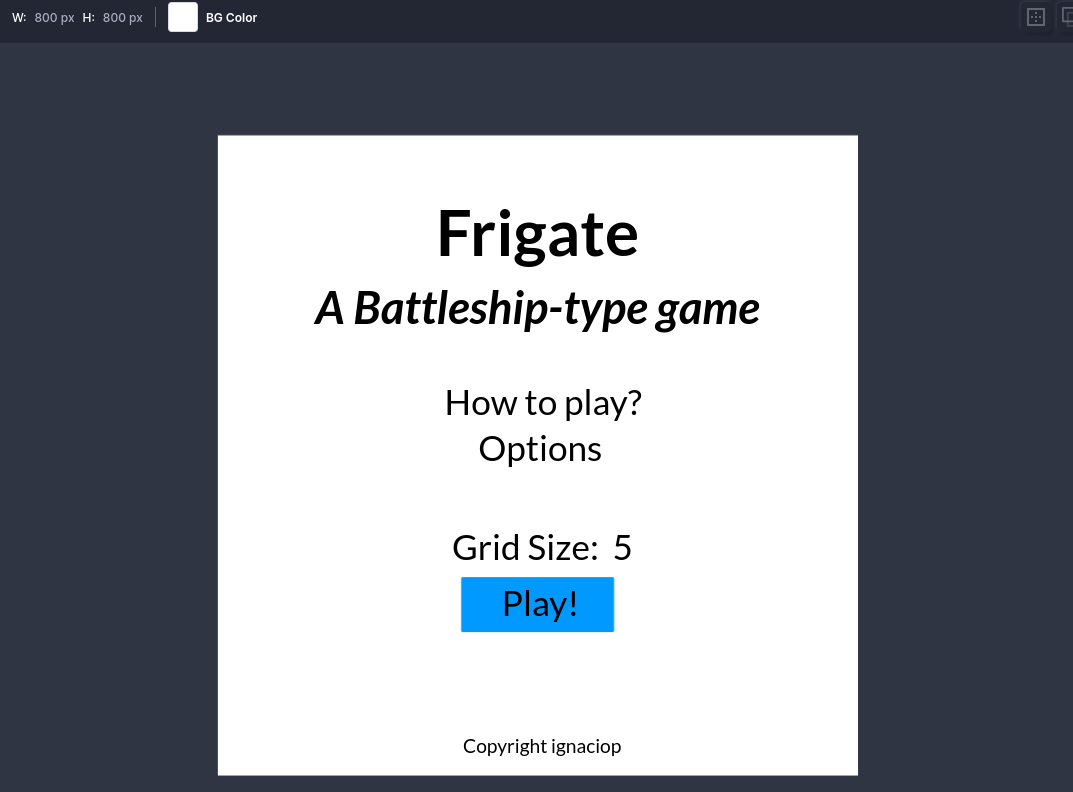 W: 800 px H: 800 px BG Color
Frigate
A Battleship-type game
How to play?
Options
Grid Size: 5
Play!
Copyright ignaciop